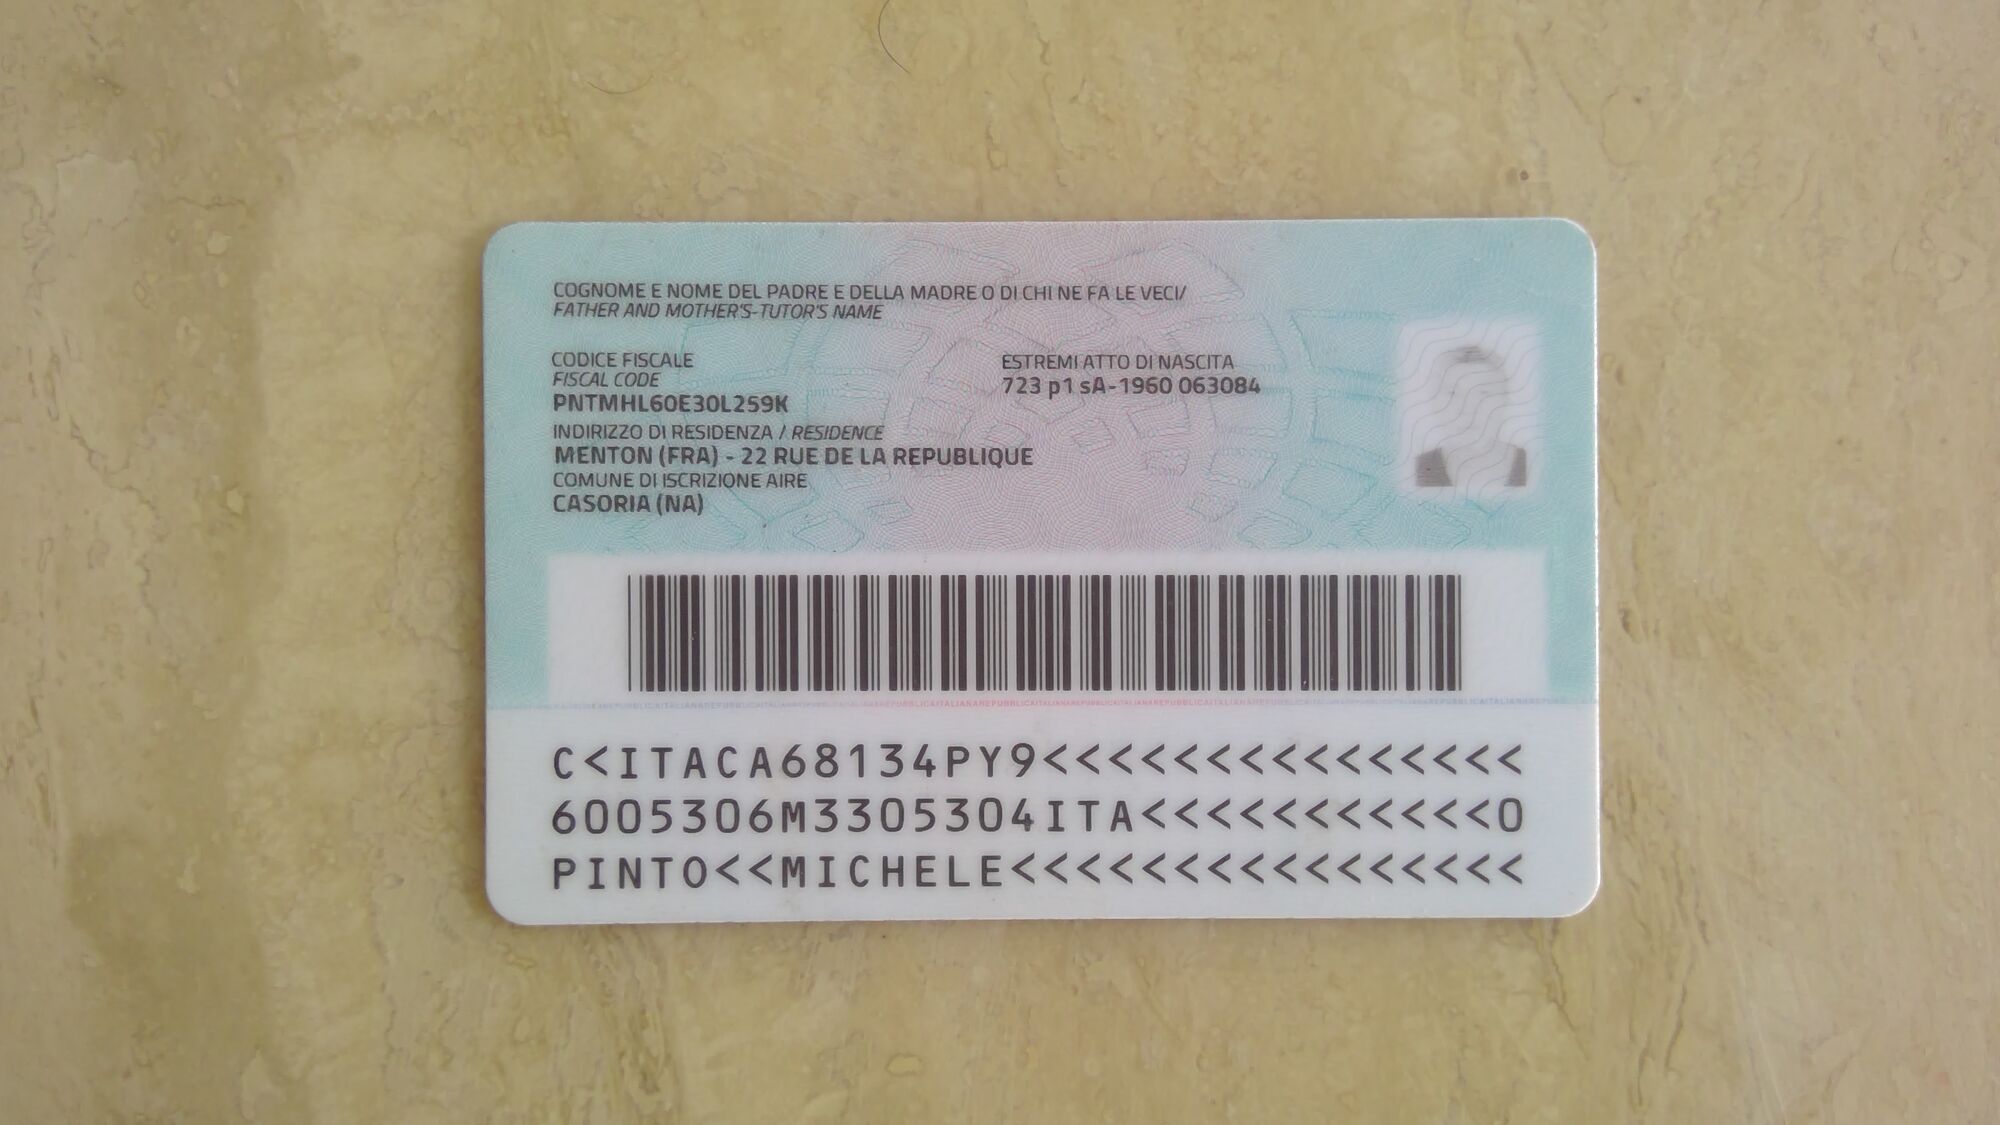 COGNOME E NOME DEL PADRE E DELLA MADRE O DI CHI NE FA LE VECI/
FATHER AND MOTHER'S-TUTOR'S NAME
CODICE FISCALE
FISCAL CODE
PNTMHL60E30L259K
ESTREMI ATTO DI NASCITA
723 p1 sA-1960 063084
INDIRIZZO DI RESIDENZA / RESIDENCE
MENTON (FRA) - 22 RUE DE LA REPUBLIQUE
COMUNE DI ISCRIZIONE AIRE
CASORIA (NA)
C<ITACA68134PY9<<<<<<<<<<<<<<<
6005306M3305304ITA<<<<<<<<<<<0
PINTO<<MICHELE<<<<<<<<<<<<<<<<